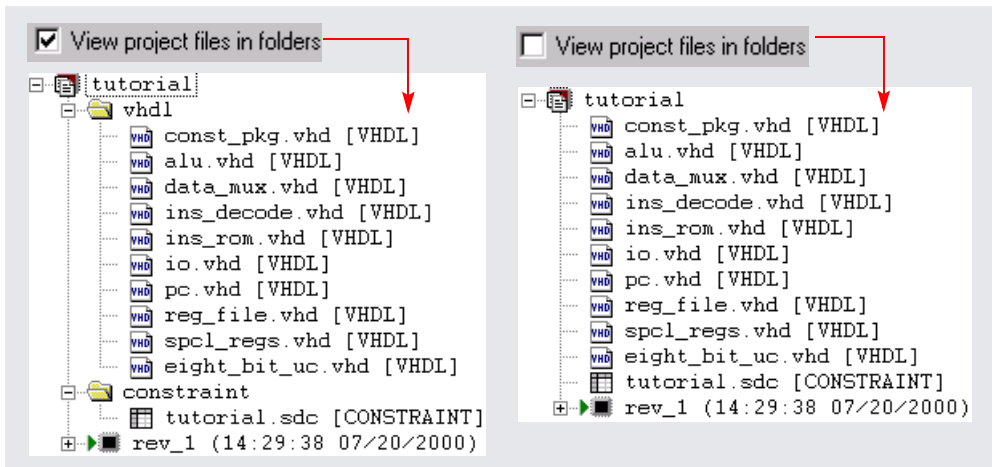 View project files in folders
tutorial
vhdl
const_pkg.vhd [VHDL]
alu.vhd [VHDL]
data_mux.vhd [VHDL]
ins_decode.vhd [VHDL]
ins_rom.vhd [VHDL]
io.vhd [VHDL]
pc.vhd [VHDL]
reg_file.vhd [VHDL]
spcl_regs.vhd [VHDL]
eight_bit_uc.vhd [VHDL]
constraint
tutorial.sdc [CONSTRAINT]
rev_1 (14:29:38 07/20/2000)
View project files in folders
tutorial
const_pkg.vhd [VHDL]
alu.vhd [VHDL]
data_mux.vhd [VHDL]
ins_decode.vhd [VHDL]
ins_rom.vhd [VHDL]
io.vhd [VHDL]
pc.vhd [VHDL]
reg_file.vhd [VHDL]
spcl_regs.vhd [VHDL]
eight_bit_uc.vhd [VHDL]
tutorial.sdc [CONSTRAINT]
rev_1 (14:29:38 07/20/2000)